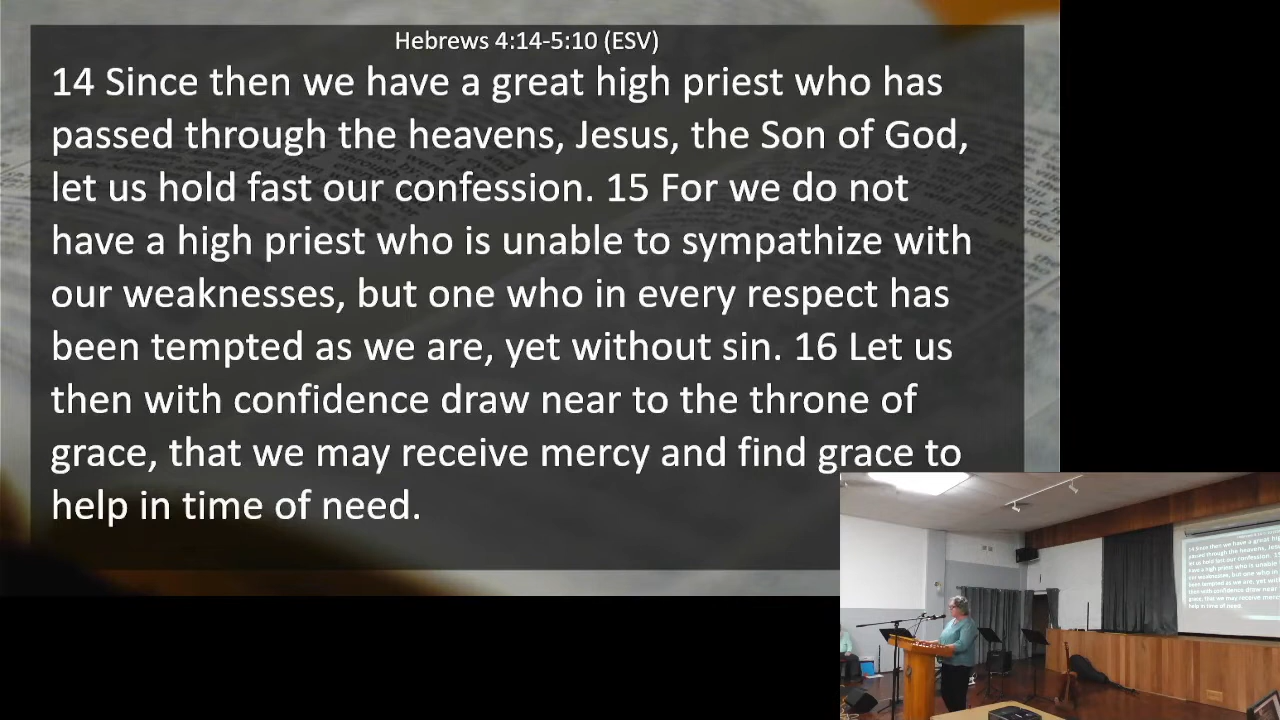 Hebrews 4:14-5:10 (ESV)
14 Since then we have a great high priest who has
passed through the heavens, Jesus, the Son of God,
let us hold fast our confession. 15 For we do not
have a high priest who is unable to sympathize with
our weaknesses, but one who in every respect has
been tempted as we are, yet without sin. 16 Let us
then with confidence draw near to the throne of
grace, that we may receive mercy and find grace to
help in time of need.